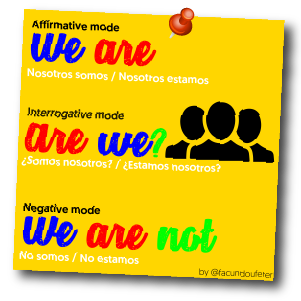 Affirmative mode
we are
Nosotros somos / Nosotros estamos
Interrogative mode
are we?
¿Somos nosotros? / ¿Estamos nosotros?
Negative mode
we are not
No somos / No estamos
by @facundoufeter